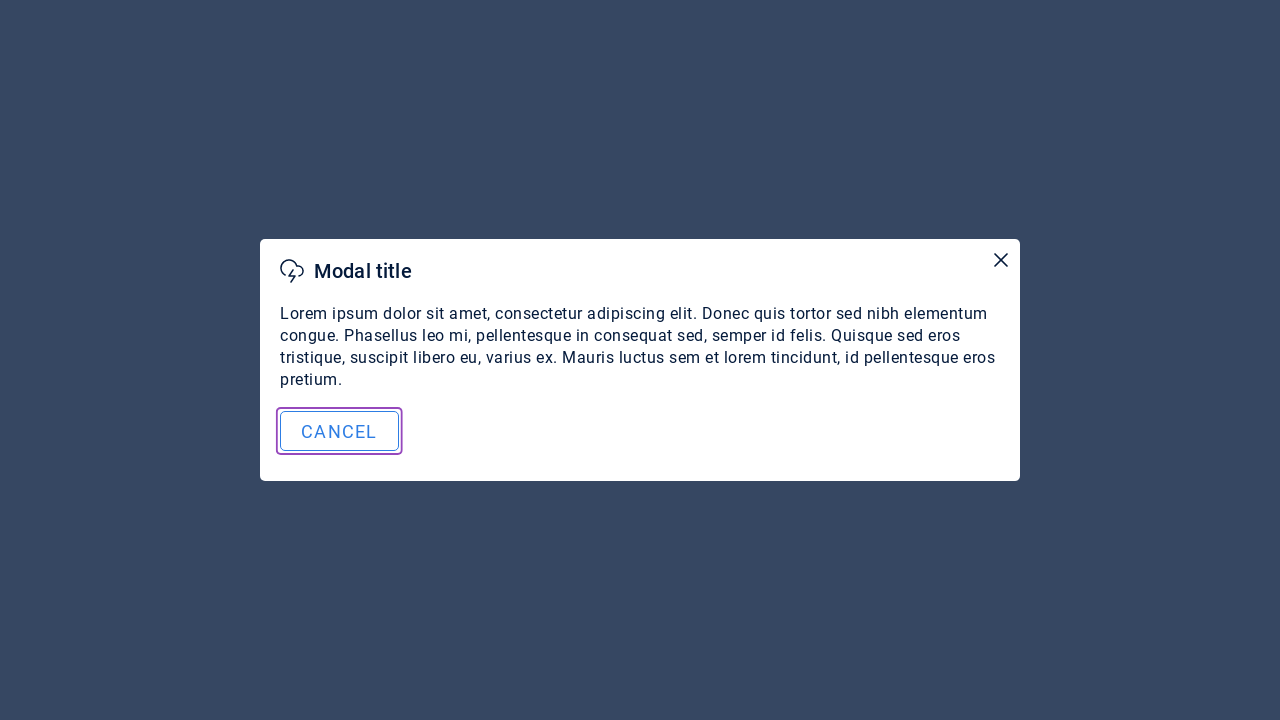 Modal title
Lorem ipsum dolor sit amet, consectetur adipiscing elit. Donec quis tortor sed nibh elementum
congue. Phasellus leo mi, pellentesque in consequat sed, semper id felis. Quisque sed eros
tristique, suscipit libero eu, varius ex. Mauris luctus sem et lorem tincidunt, id pellentesque eros
pretium.
CANCEL